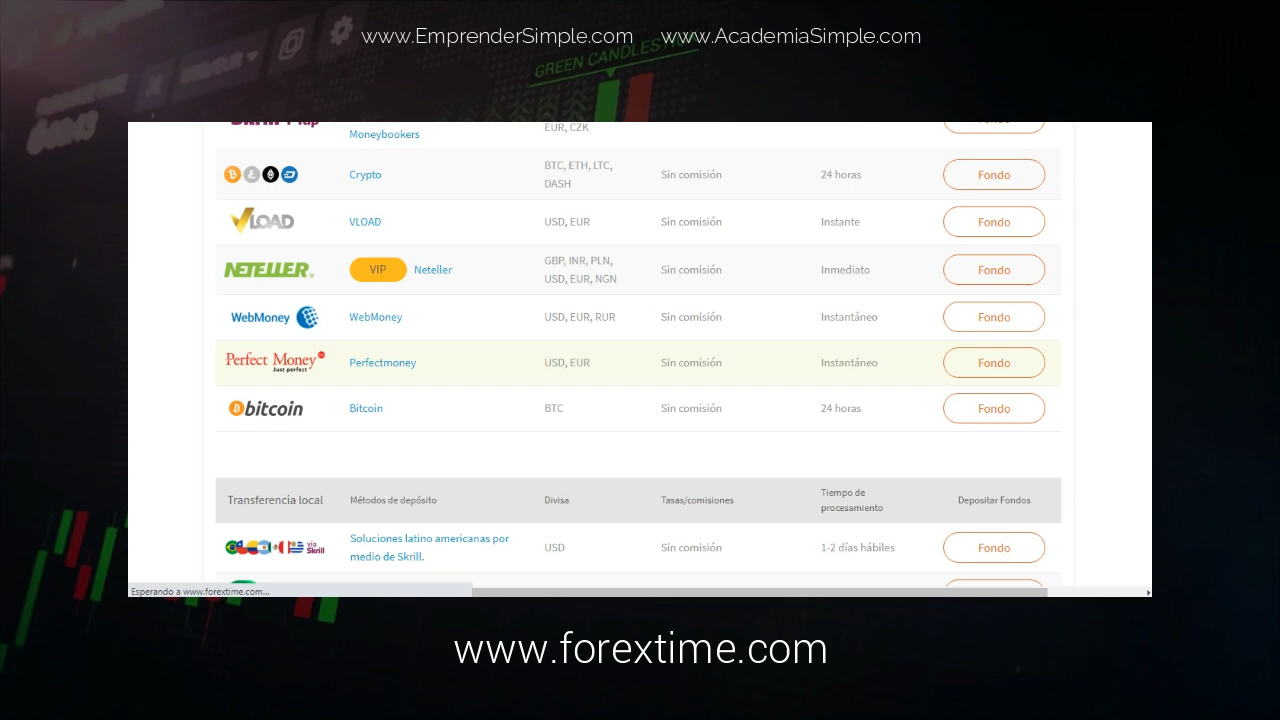 www.EmprenderSimple.com www.AcademiaSimple.com
GREEN CANDLESTICK
Moneybookers
EUR, CZK
Crypto
BTC, ETH, LTC,
DASH
Sin comisión
24 horas
Fondo
VLOAD
VLOAD
USD, EUR
Sin comisión
Instante
Fondo
NETELLER
VIP
Neteller
GBP, INR, PLN,
USD, EUR, NGN
Sin comisión
Inmediato
Fondo
WebMoney
WebMoney
USD, EUR, RUR
Sin comisión
Instantáneo
Fondo
Perfect Money
Just perfect
Perfectmoney
USD, EUR
Sin comisión
Instantáneo
Fondo
bitcoin
Bitcoin
BTC
Sin comisión
24 horas
Fondo
Transferencia local
Métodos de depósito
Divisa
Tasas/comisiones
Tiempo de
procesamiento
Depositar Fondos
via
Skrill
Soluciones latino americanas por
medio de Skrill.
USD
Sin comisión
1-2 días hábiles
Fondo
Esperando a www.forextime.com...
www.forextime.com